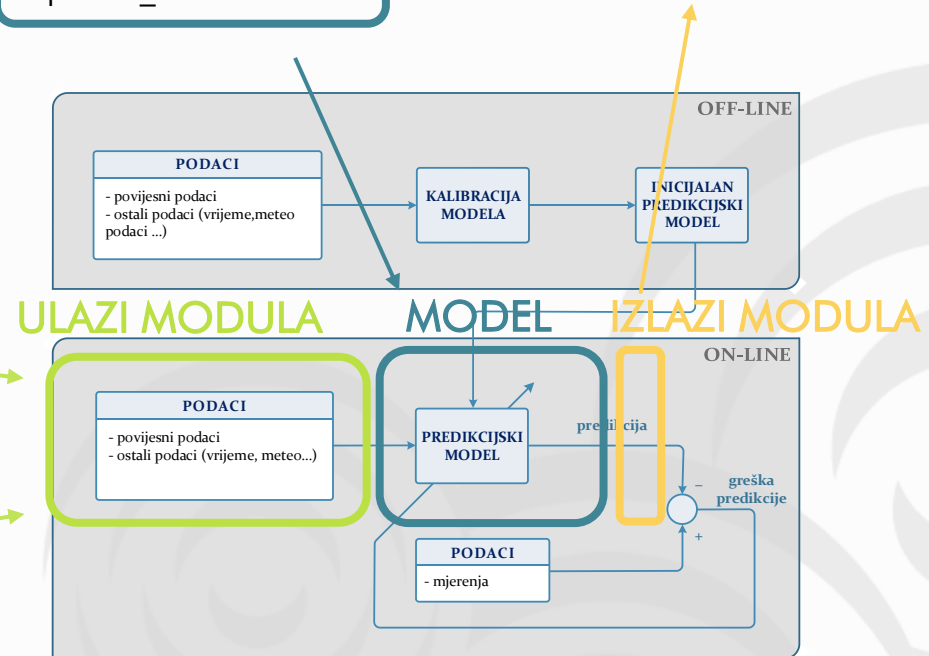 OFF-LINE
PODACI
- povijesni podaci
- ostali podaci (vrijeme,meteo
podaci ...)
KALIBRACIJA
MODELA
INICIJALAN
PREDIKCIJSKI
MODEL
ULAZI MODULA
MODEL
IZLAZI MODULA
ON-LINE
PODACI
- povijesni podaci
- ostali podaci (vrijeme, meteo...)
PREDIKCIJSKI
MODEL
predikcija
−
greška
predikcije
+
PODACI
- mjerenja